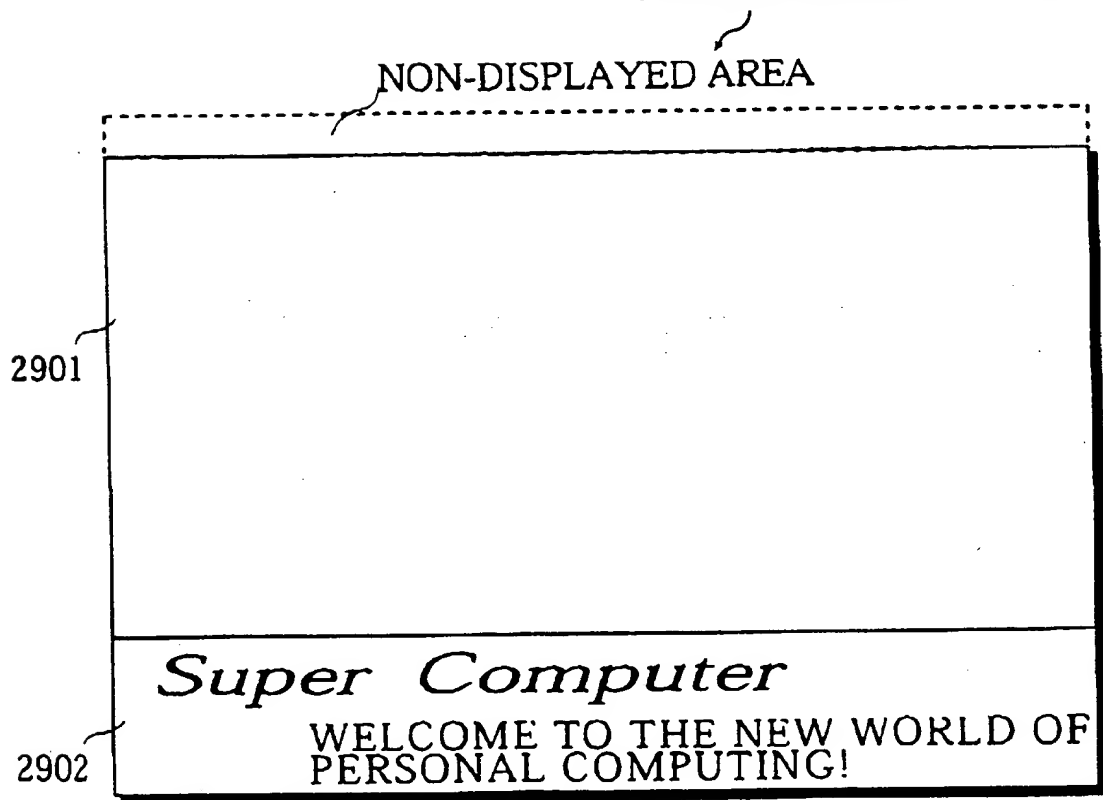 NON-DISPLAYED AREA
2901
Super Computer
WELCOME TO THE NEW WORLD OF
PERSONAL COMPUTING!
2902